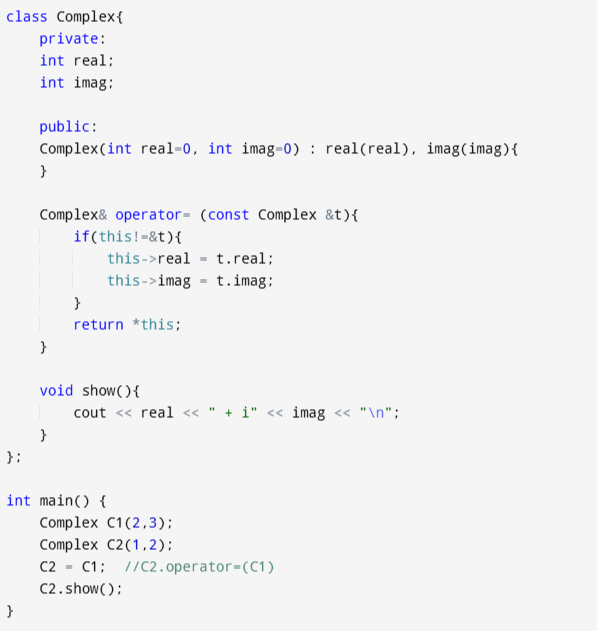 class Complex{
    private:
    int real;
    int imag;

    public:
    Complex(int real=0, int imag=0) : real(real), imag(imag){
    }

    Complex& operator= (const Complex &t){
        if(this!=&t){
            this->real = t.real;
            this->imag = t.imag;
        }
        return *this;
    }

    void show(){
        cout << real << " + i" << imag << "\n";
    }
};

int main() {
    Complex C1(2,3);
    Complex C2(1,2);
    C2 = C1;  //C2.operator=(C1)
    C2.show();
}